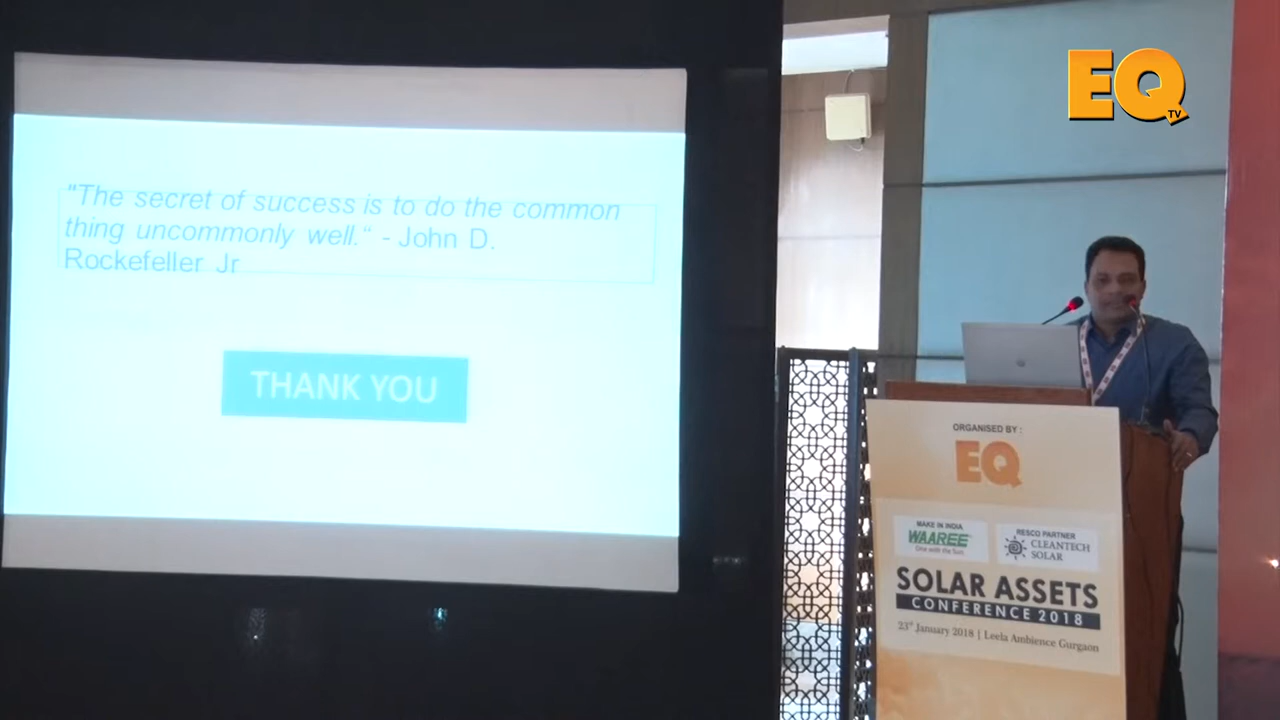 "The secret of success is to do the common
thing uncommonly well.“ - John D.
Rockefeller Jr
THANK YOU
EQ
TV
ORGANISED BY :
EQ
MAKE IN INDIA
WAAREE
One with the Sun
RESCO PARTNER
CLEANTECH
SOLAR
SOLAR ASSETS
CONFERENCE 2018
23rd January 2018 | Leela Ambience Gurgaon